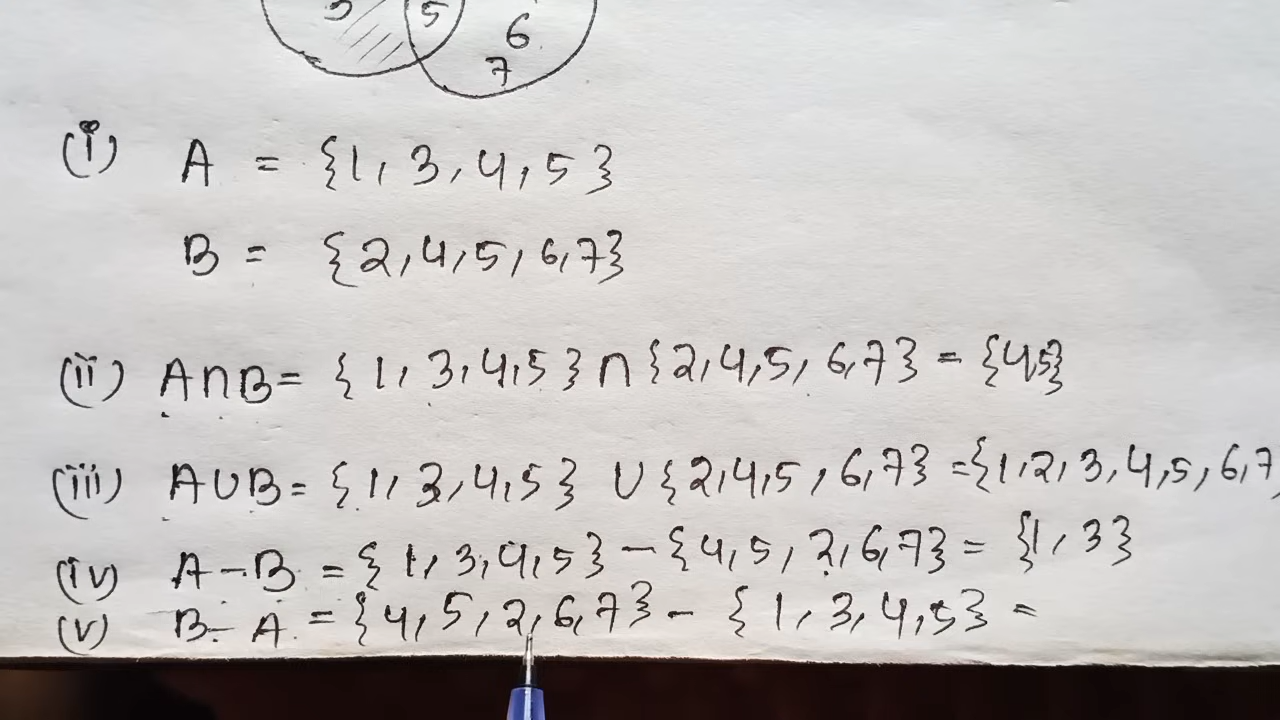 3 5 6
7
(i) A = {1, 3, 4, 5}
B = {2, 4, 5, 6, 7}
(ii) A∩B = {1, 3, 4, 5} ∩ {2, 4, 5, 6, 7} = {4, 5}
(iii) A∪B = {1, 3, 4, 5} ∪ {2, 4, 5, 6, 7} = {1, 2, 3, 4, 5, 6, 7
(iv) A - B = {1, 3, 4, 5} - {4, 5, 2, 6, 7} = {1, 3}
(v) B - A = {4, 5, 2, 6, 7} - {1, 3, 4, 5} =